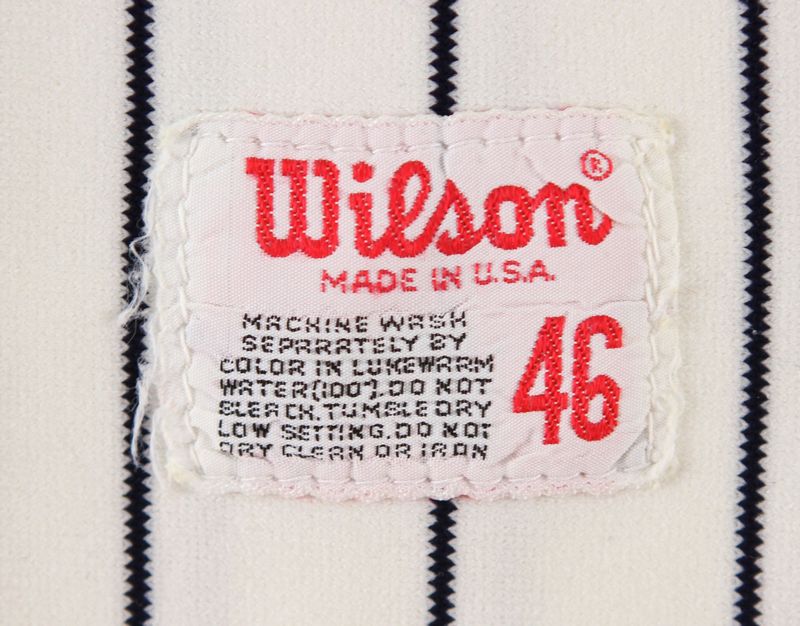 Wilson®
MADE IN U.S.A.
MACHINE WASH
SEPARATELY BY
COLOR IN LUKEWARM
WATER(100°).DO NOT
BLEACH.TUMBLE DRY
LOW SETTING.DO NOT
DRY CLEAN OR IRON
46